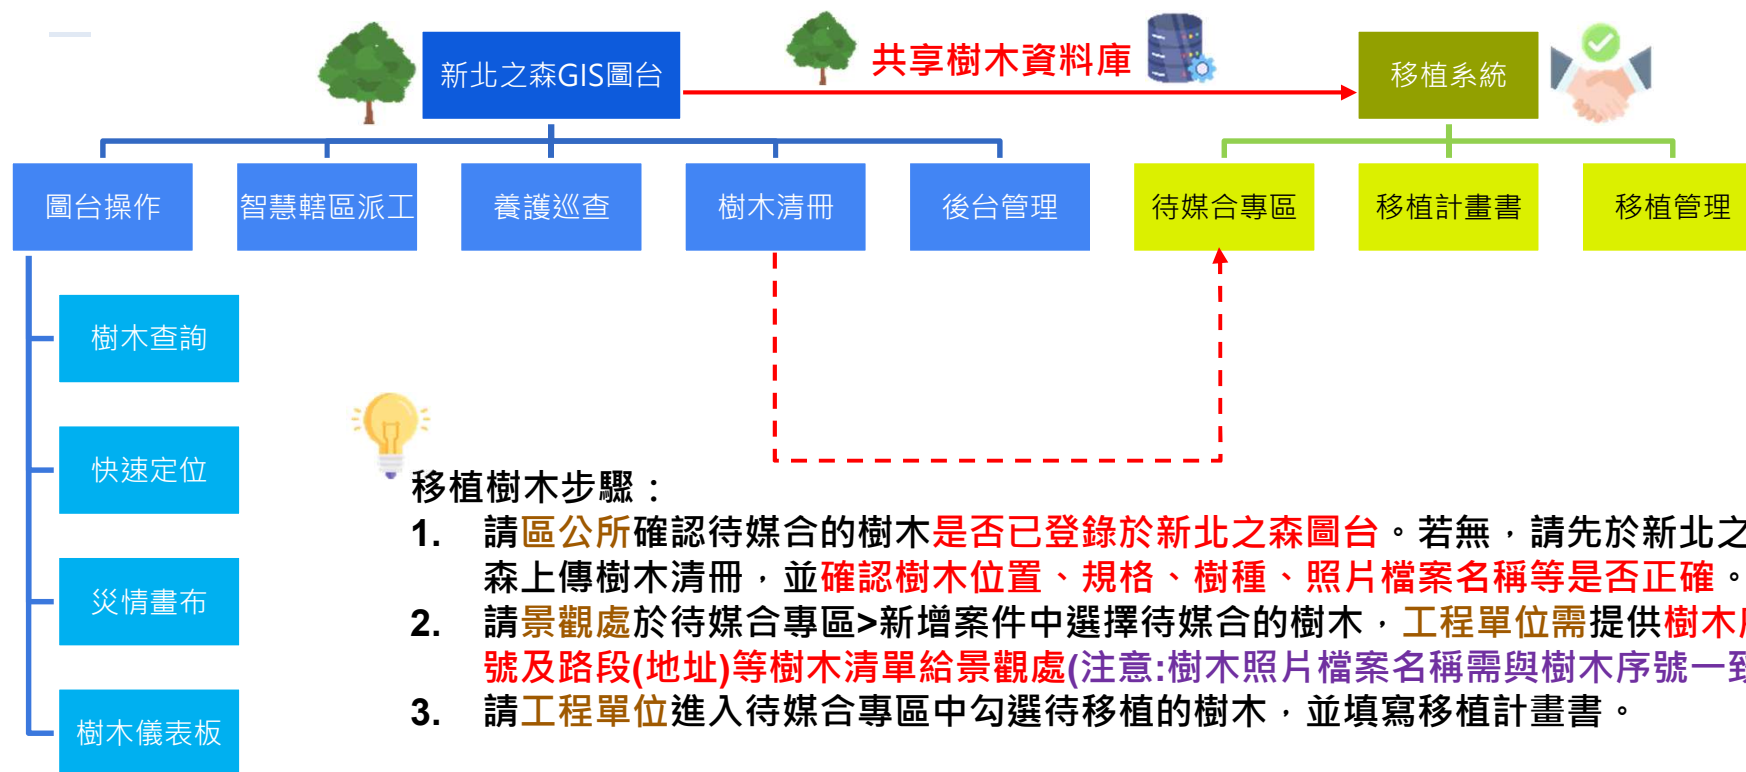 新北之森GIS圖台
共享樹木資料庫
移植系統
圖台操作
智慧轄區派工
養護巡查
樹木清冊
後台管理
待媒合專區
移植計畫書
移植管理
樹木查詢
快速定位
災情畫布
樹木儀表板
移植樹木步驟：
1. 請區公所確認待媒合的樹木是否已登錄於新北之森圖台。若無，請先於新北之
森上傳樹木清冊，並確認樹木位置、規格、樹種、照片檔案名稱等是否正確。
2. 請景觀處於待媒合專區>新增案件中選擇待媒合的樹木，工程單位需提供樹木
號及路段(地址)等樹木清單給景觀處(注意:樹木照片檔案名稱需與樹木序號一致
3. 請工程單位進入待媒合專區中勾選待移植的樹木，並填寫移植計畫書。